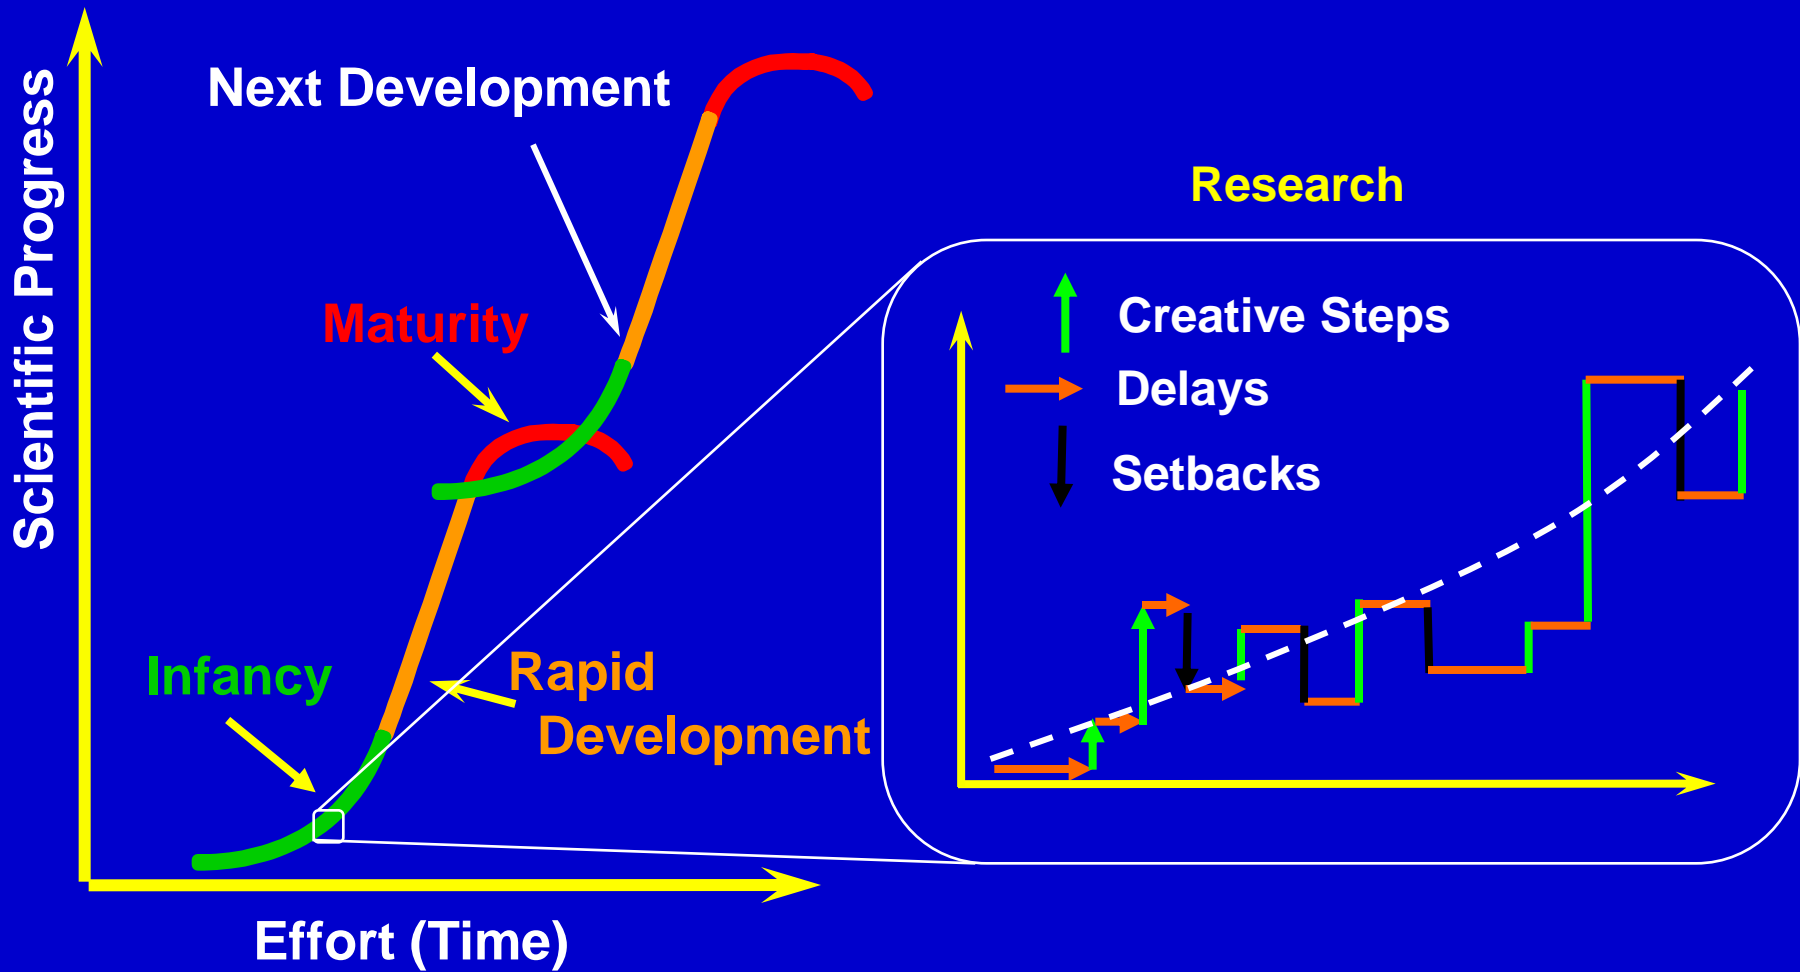 Scientific Progress
Next Development
Maturity
Infancy
Rapid
Development
Effort (Time)
Research
Creative Steps
Delays
Setbacks